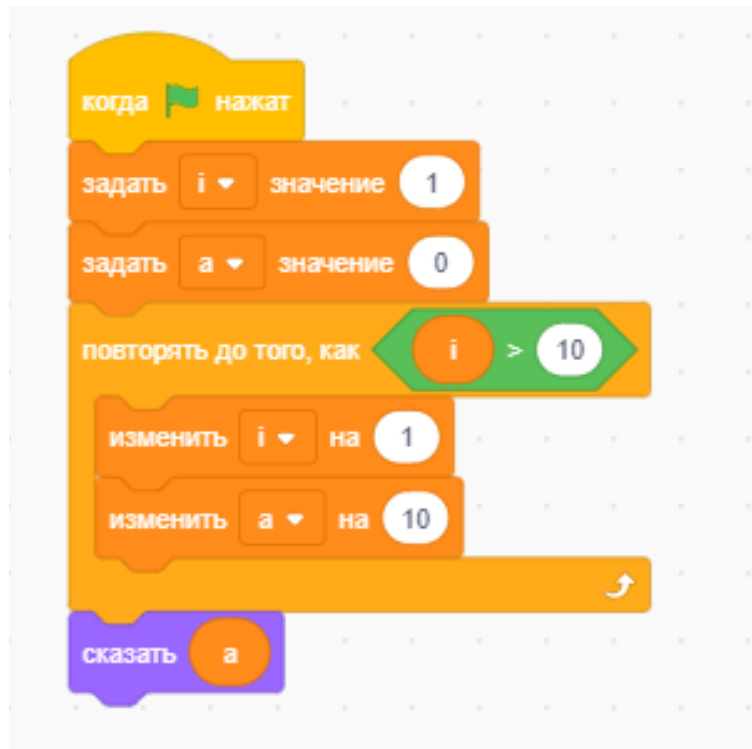 когда нажат
задать i значение 1
задать a значение 0
повторять до того, как i > 10
изменить i на 1
изменить a на 10
сказать a